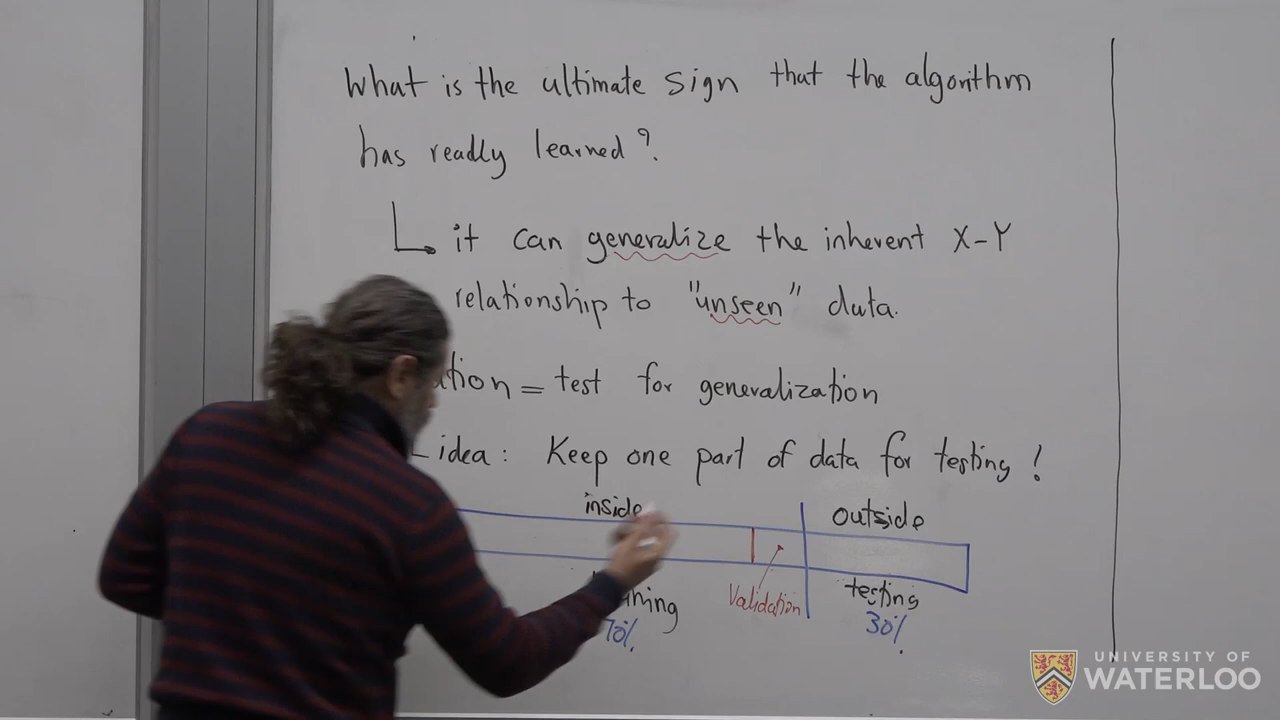 What is the ultimate sign that the algorithm
has really learned?
it can generalize the inherent X-Y
relationship to "unseen" data.
= test for generalization
idea: Keep one part of data for testing!
inside
outside
Validation
testing
70%
30%
UNIVERSITY OF
WATERLOO